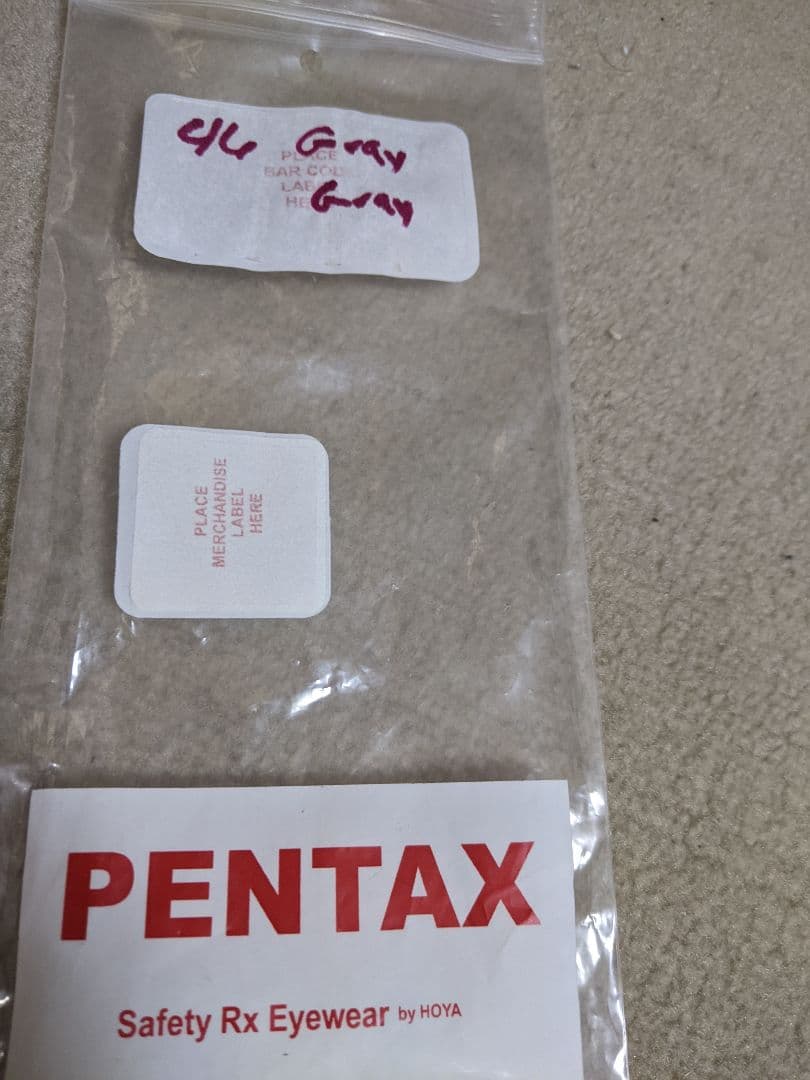 46 Gray
PLACE
BAR CODE
LABEL
HERE
Gray
PLACE
MERCHANDISE
LABEL
HERE
PENTAX
Safety Rx Eyewear by HOYA